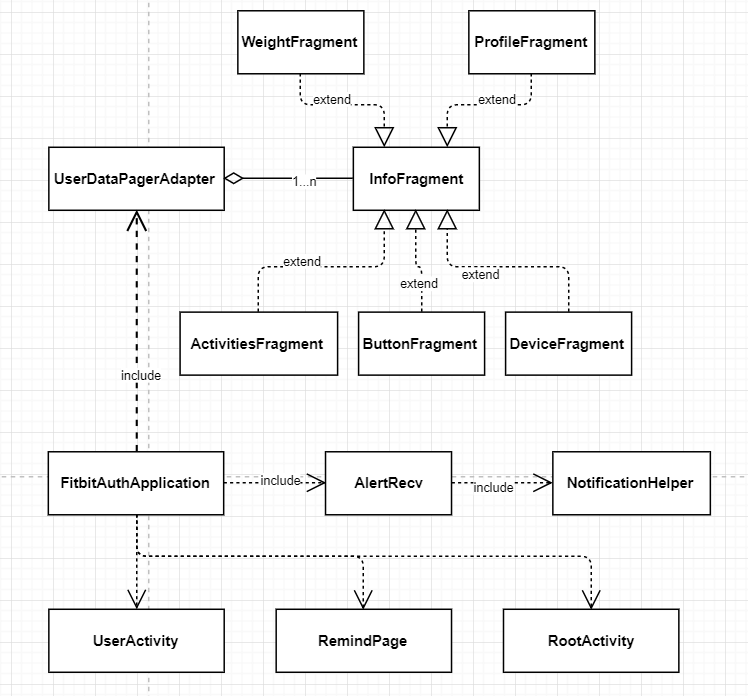 WeightFragment
ProfileFragment
extend
extend
UserDataPagerAdapter
1...n
InfoFragment
extend
extend
extend
ActivitiesFragment
ButtonFragment
DeviceFragment
include
FitbitAuthApplication
include
AlertRecv
include
NotificationHelper
UserActivity
RemindPage
RootActivity